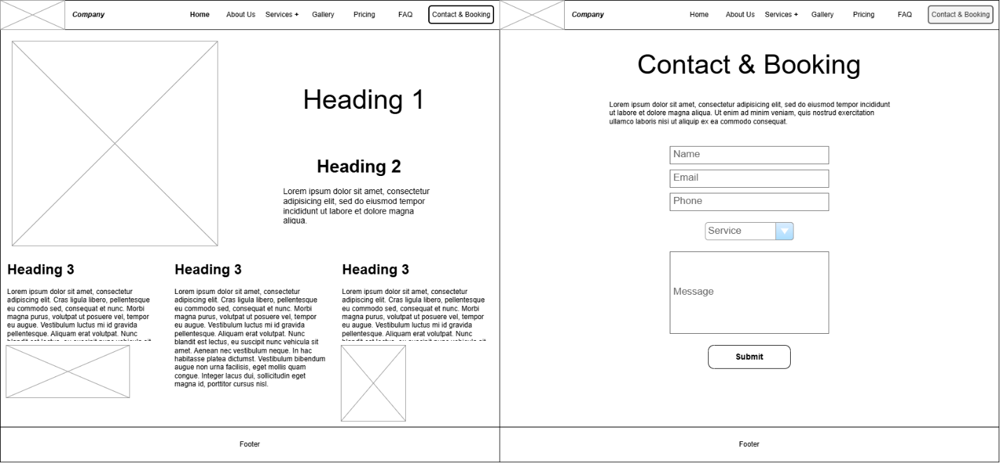 Company Home About Us Services + Gallery Pricing FAQ Contact & Booking
Heading 1
Heading 2
Lorem ipsum dolor sit amet, consectetur
adipisicing elit, sed do eiusmod tempor
incididunt ut labore et dolore magna
aliqua.
Heading 3
Lorem ipsum dolor sit amet, consectetur
adipiscing elit. Cras ligula libero, pellentesque
eu commodo sed, consequat et nunc. Morbi
magna purus, volutpat ut posuere vel, tempor
eu augue. Vestibulum luctus mi id gravida
pellentesque. Aliquam erat volutpat. Nunc
Heading 3
Lorem ipsum dolor sit amet, consectetur
adipiscing elit. Cras ligula libero, pellentesque
eu commodo sed, consequat et nunc. Morbi
magna purus, volutpat ut posuere vel, tempor
eu augue. Vestibulum luctus mi id gravida
pellentesque. Aliquam erat volutpat. Nunc
blandit est lectus, eu suscipit nunc vehicula sit
amet. Aenean nec vestibulum neque. In hac
habitasse platea dictumst. Vestibulum bibendum
augue non urna facilisis, eget mollis quam
congue. Integer lacus dui, sollicitudin eget
magna id, porttitor cursus nisl.
Heading 3
Lorem ipsum dolor sit amet, consectetur
adipiscing elit. Cras ligula libero, pellentesque
eu commodo sed, consequat et nunc. Morbi
magna purus, volutpat ut posuere vel, tempor
eu augue. Vestibulum luctus mi id gravida
pellentesque. Aliquam erat volutpat. Nunc
Footer
Company Home About Us Services + Gallery Pricing FAQ Contact & Booking
Contact & Booking
Lorem ipsum dolor sit amet, consectetur adipisicing elit, sed do eiusmod tempor incididunt
ut labore et dolore magna aliqua. Ut enim ad minim veniam, quis nostrud exercitation
ullamco laboris nisi ut aliquip ex ea commodo consequat.
Name
Email
Phone
Service
Message
Submit
Footer